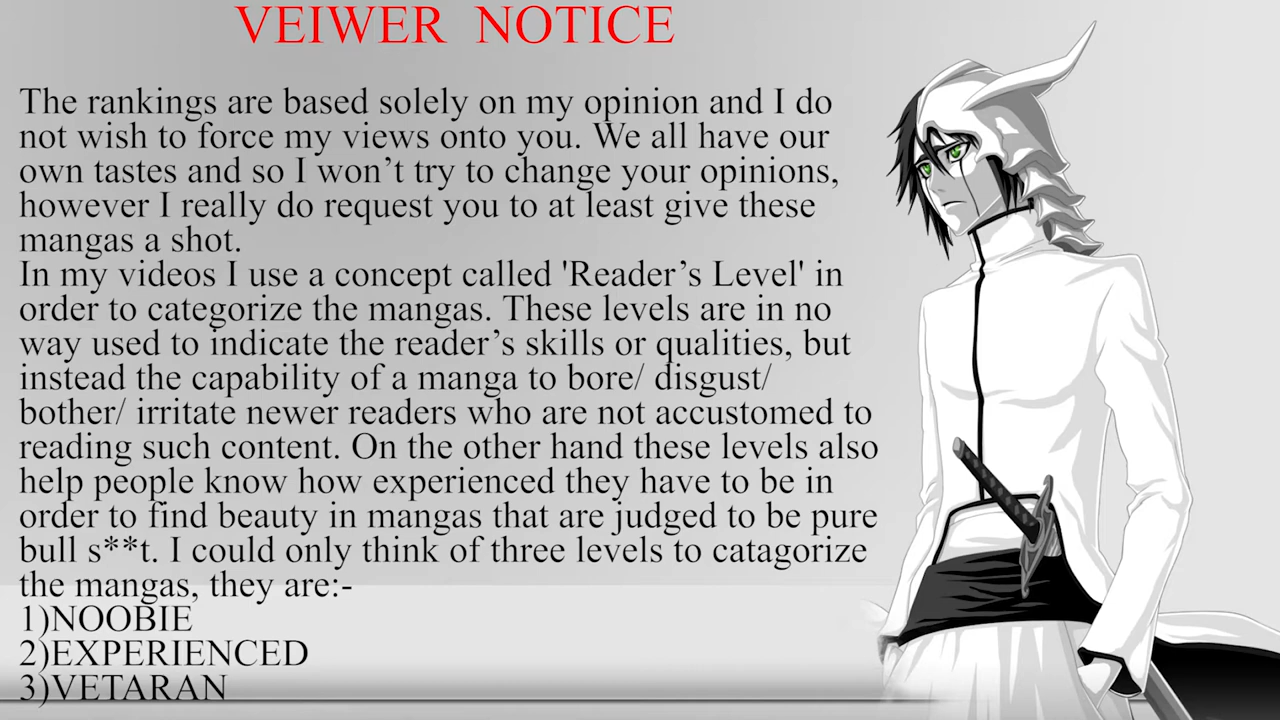 VEIWER NOTICE
The rankings are based solely on my opinion and I do
not wish to force my views onto you. We all have our
own tastes and so I won’t try to change your opinions,
however I really do request you to at least give these
mangas a shot.
In my videos I use a concept called 'Reader’s Level' in
order to categorize the mangas. These levels are in no
way used to indicate the reader’s skills or qualities, but
instead the capability of a manga to bore/ disgust/
bother/ irritate newer readers who are not accustomed to
reading such content. On the other hand these levels also
help people know how experienced they have to be in
order to find beauty in mangas that are judged to be pure
bull s**t. I could only think of three levels to catagorize
the mangas, they are:-
1)NOOBIE
2)EXPERIENCED
3)VETARAN